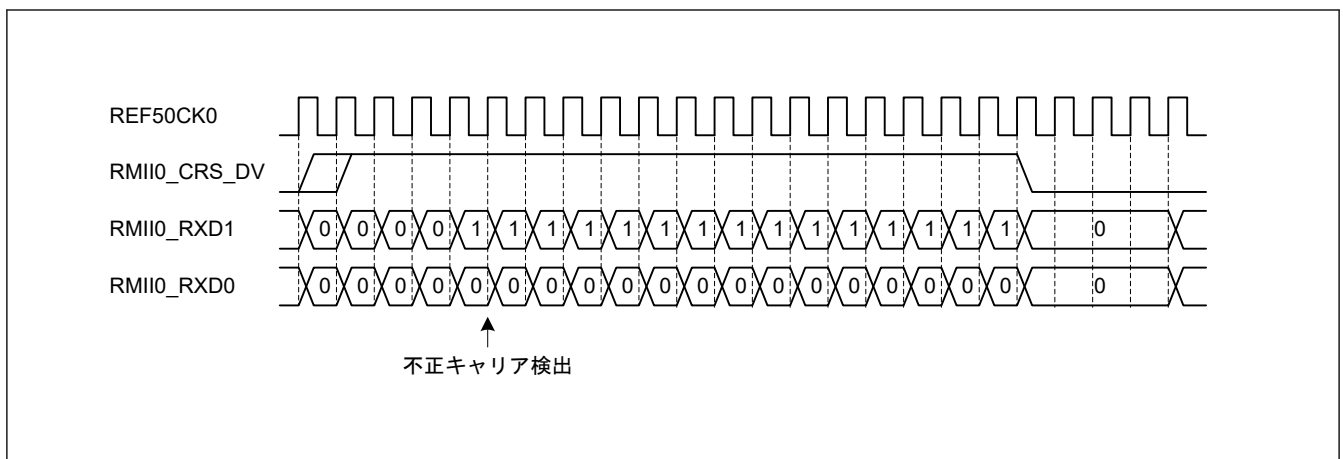 REF50CK0
RMII0_CRS_DV
RMII0_RXD1 0 0 0 0 1 1 1 1 1 1 1 1 1 1 1 1 1 1 1 0
RMII0_RXD0 0 0 0 0 0 0 0 0 0 0 0 0 0 0 0 0 0 0 0 0
不正キャリア検出